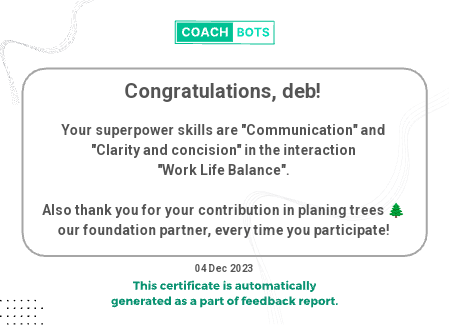 COACH BOTS
Congratulations, deb!
Your superpower skills are "Communication" and
"Clarity and concision" in the interaction
"Work Life Balance".
Also thank you for your contribution in planing trees 🌲
our foundation partner, every time you participate!
04 Dec 2023
This certificate is automatically
generated as a part of feedback report.